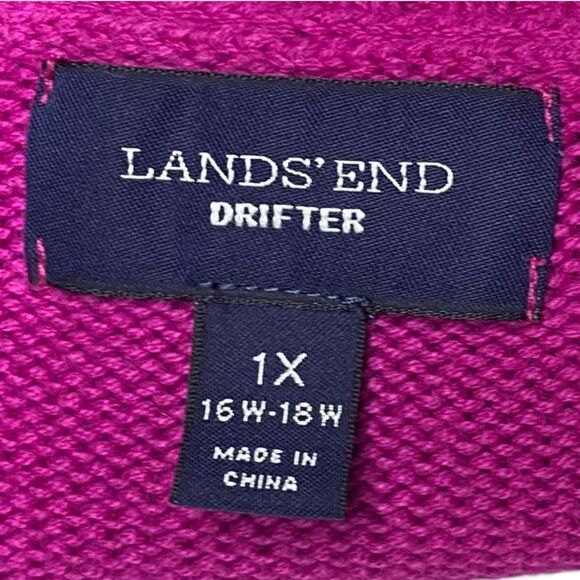 LANDS' END
DRIFTER
1X
16W-18W
MADE IN
CHINA